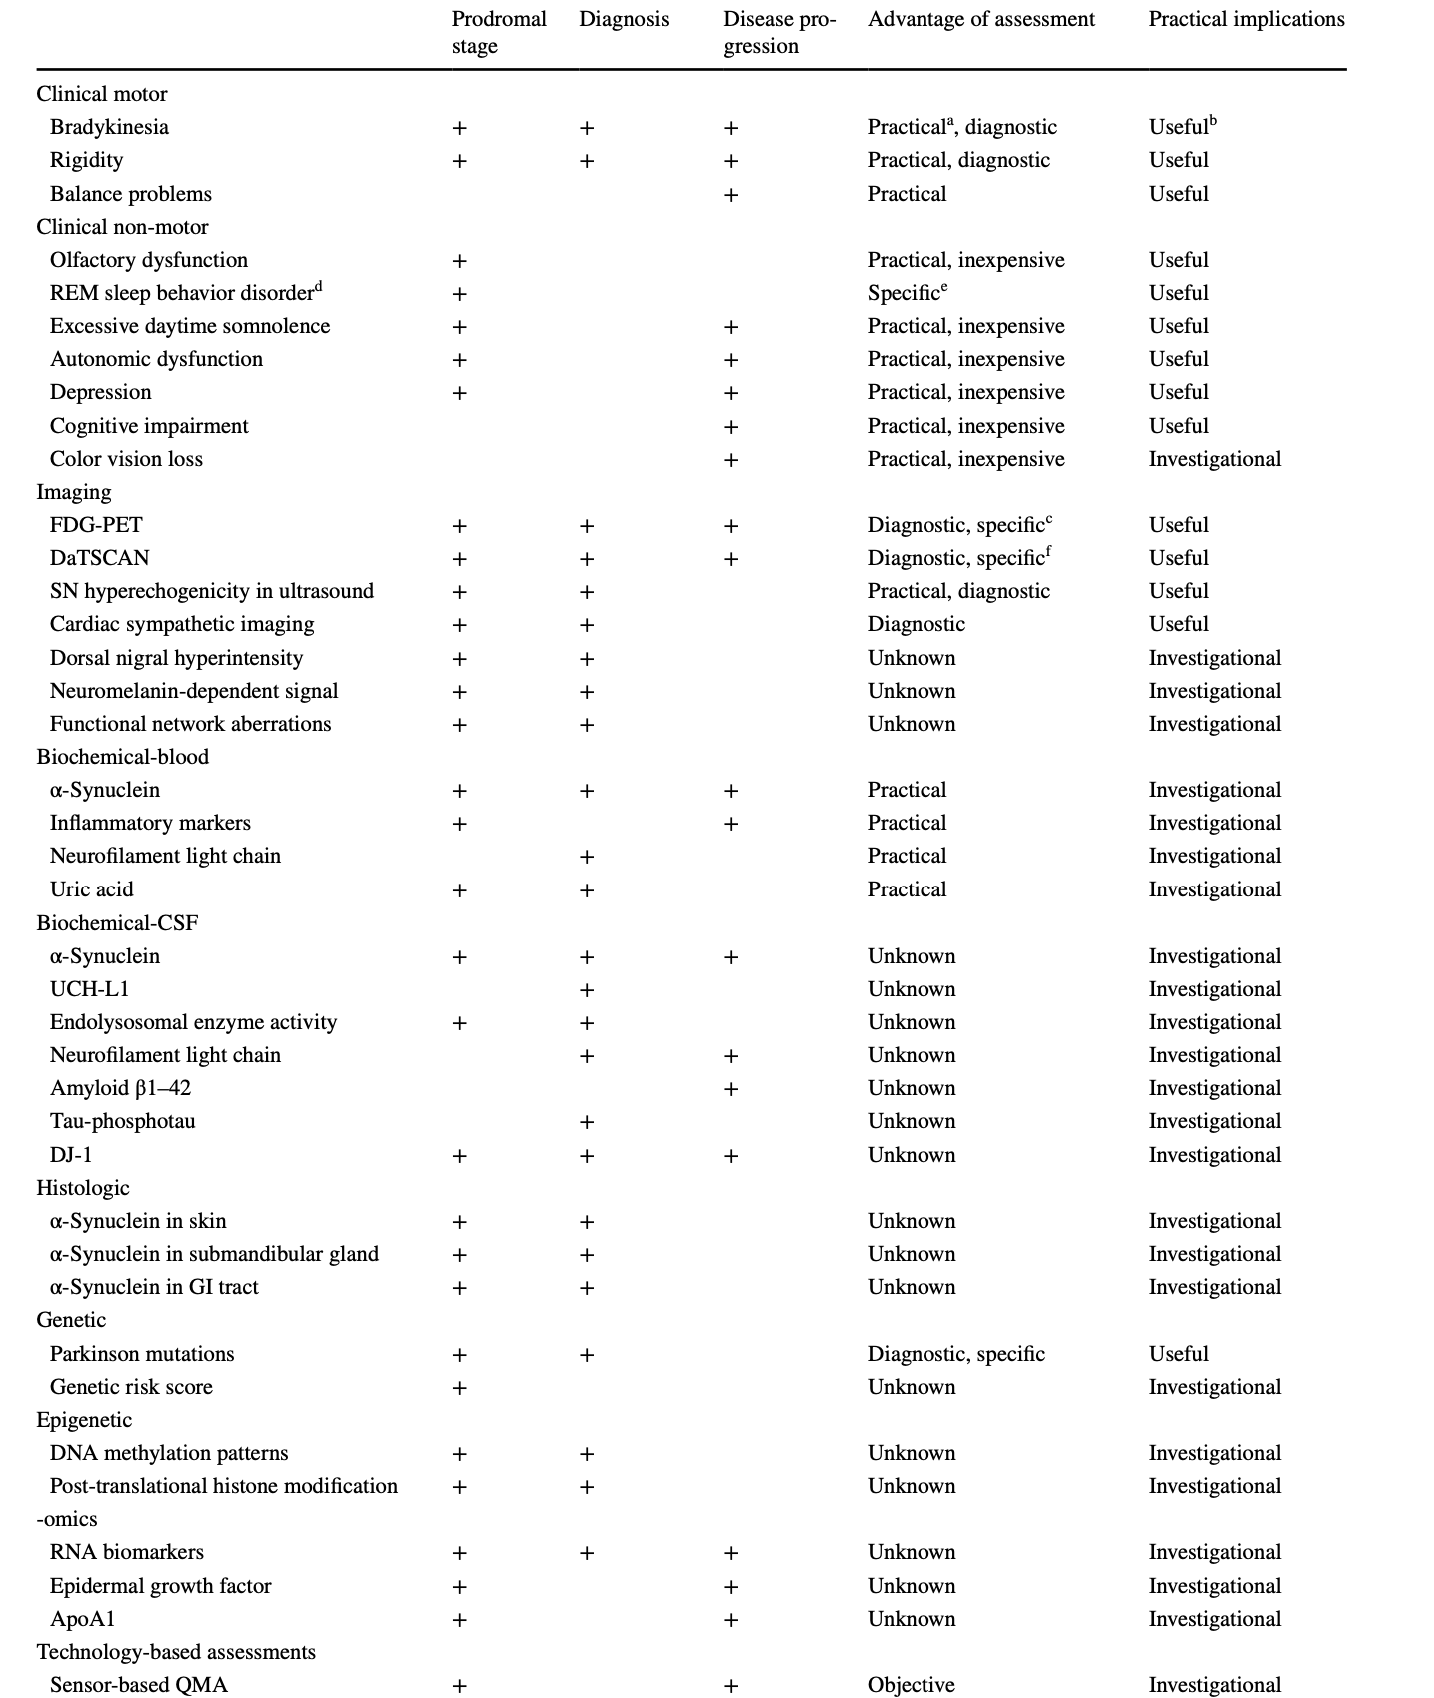 Prodromal stage Diagnosis Disease pro-gression Advantage of assessment Practical implications
Clinical motor
Bradykinesia + + + Practicala, diagnostic Usefulb
Rigidity + + + Practical, diagnostic Useful
Balance problems + Practical Useful
Clinical non-motor
Olfactory dysfunction + Practical, inexpensive Useful
REM sleep behavior disorderd + Specifice Useful
Excessive daytime somnolence + + Practical, inexpensive Useful
Autonomic dysfunction + + Practical, inexpensive Useful
Depression + + Practical, inexpensive Useful
Cognitive impairment + Practical, inexpensive Useful
Color vision loss + Practical, inexpensive Investigational
Imaging
FDG-PET + + + Diagnostic, specificc Useful
DaTSCAN + + + Diagnostic, specificf Useful
SN hyperechogenicity in ultrasound + + Practical, diagnostic Useful
Cardiac sympathetic imaging + + Diagnostic Useful
Dorsal nigral hyperintensity + + Unknown Investigational
Neuromelanin-dependent signal + + Unknown Investigational
Functional network aberrations + + Unknown Investigational
Biochemical-blood
α-Synuclein + + + Practical Investigational
Inflammatory markers + + Practical Investigational
Neurofilament light chain + Practical Investigational
Uric acid + + Practical Investigational
Biochemical-CSF
α-Synuclein + + + Unknown Investigational
UCH-L1 + Unknown Investigational
Endolysosomal enzyme activity + + Unknown Investigational
Neurofilament light chain + + Unknown Investigational
Amyloid β1–42 + Unknown Investigational
Tau-phosphotau + Unknown Investigational
DJ-1 + + + Unknown Investigational
Histologic
α-Synuclein in skin + + Unknown Investigational
α-Synuclein in submandibular gland + + Unknown Investigational
α-Synuclein in GI tract + + Unknown Investigational
Genetic
Parkinson mutations + + Diagnostic, specific Useful
Genetic risk score + Unknown Investigational
Epigenetic
DNA methylation patterns + + Unknown Investigational
Post-translational histone modification + + Unknown Investigational
-omics
RNA biomarkers + + + Unknown Investigational
Epidermal growth factor + + Unknown Investigational
ApoA1 + + Unknown Investigational
Technology-based assessments
Sensor-based QMA + + Objective Investigational